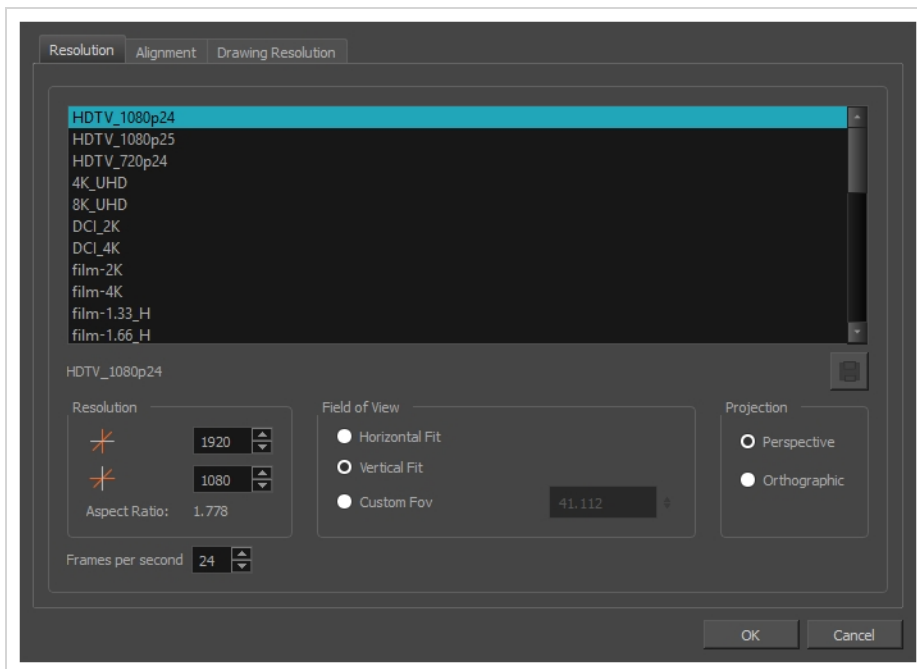 Resolution Alignment Drawing Resolution
HDTV_1080p24
HDTV_1080p25
HDTV_720p24
4K_UHD
8K_UHD
DCI_2K
DCI_4K
film-2K
film-4K
film-1.33_H
film-1.66_H
HDTV_1080p24
Resolution Field of View Projection
1920 Horizontal Fit Perspective
Vertical Fit
1080 Custom Fov 41.112 Orthographic
Aspect Ratio: 1.778
Frames per second 24
OK Cancel